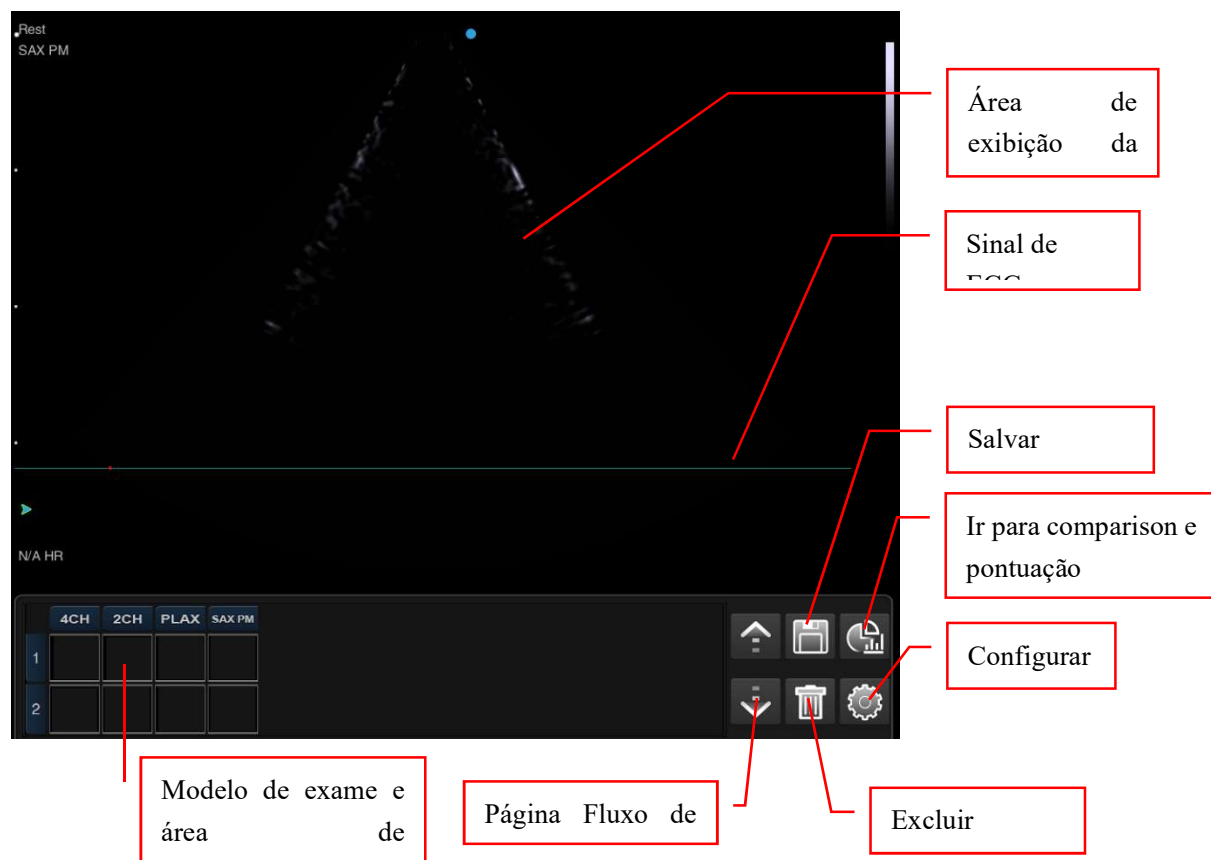 Rest
SAX PM
Área de
exibição da
Sinal de
Salvar
Ir para comparison e
pontuação
N/A HR
4CH 2CH PLAX SAX PM
1
2
Configurar
Modelo de exame e
área de
Página Fluxo de
Excluir